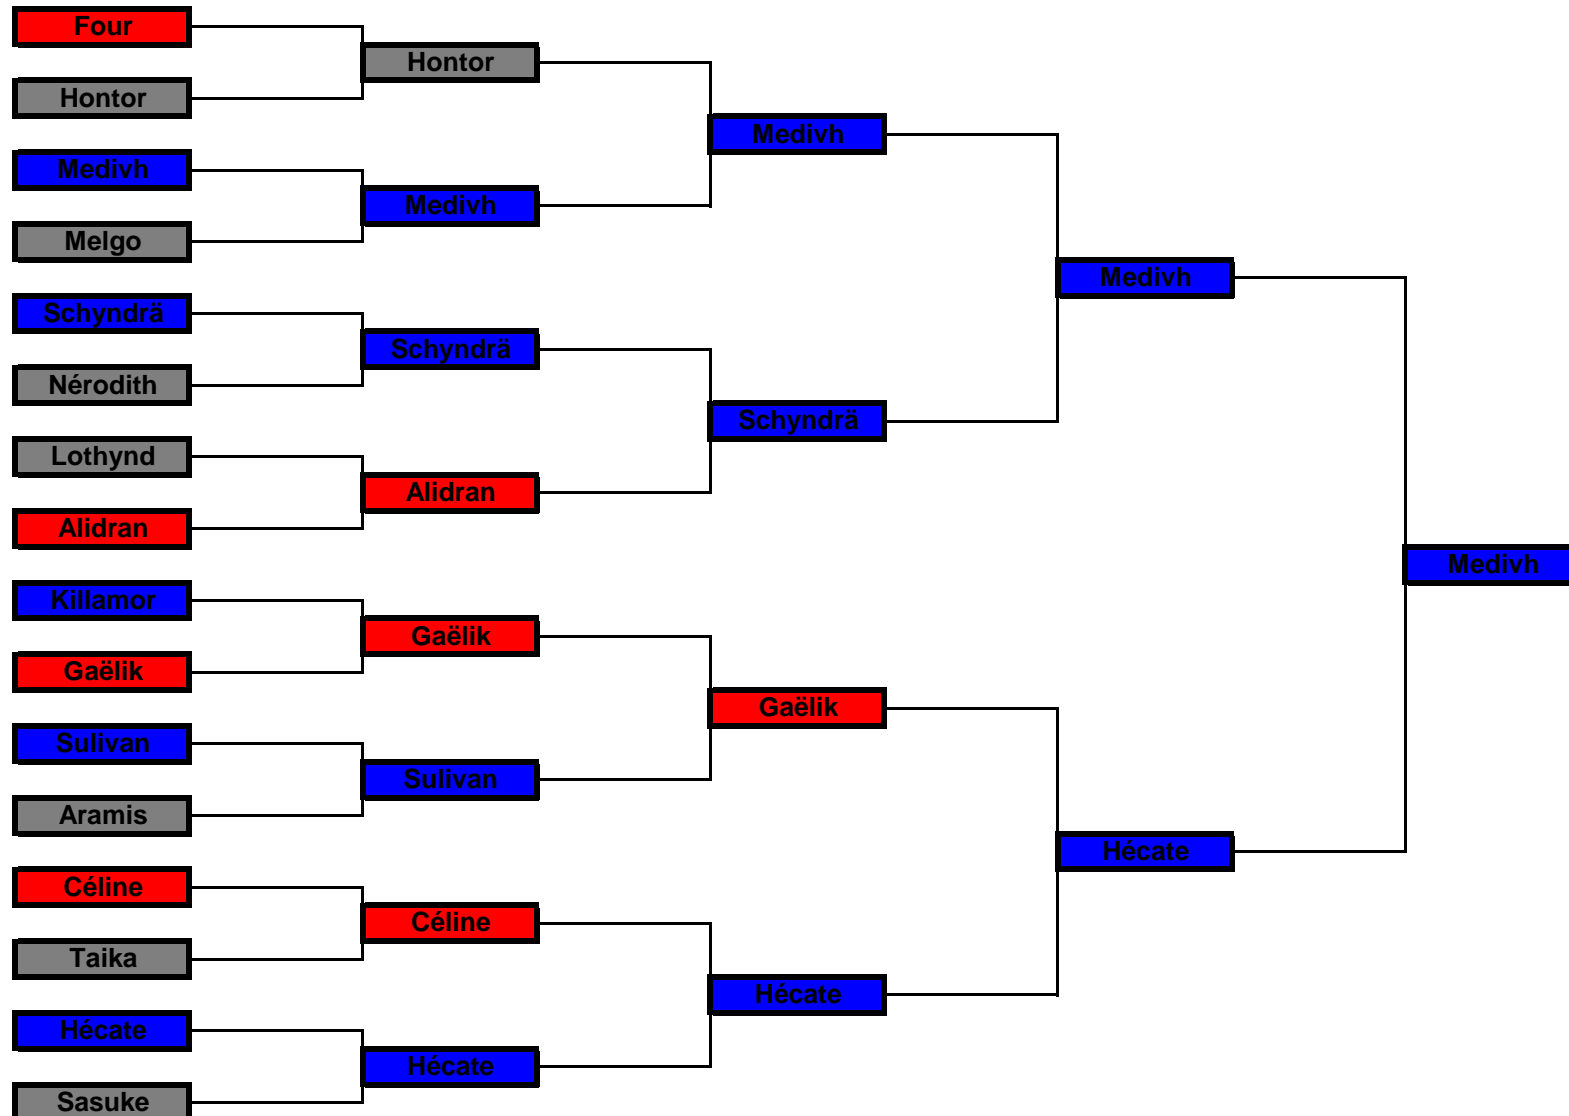 Four
Hontor
Medivh
Melgo
Schyndrä
Nérodith
Lothynd
Alidran
Killamor
Gaëlik
Sulivan
Aramis
Céline
Taika
Hécate
Sasuke
Hontor
Medivh
Schyndrä
Alidran
Gaëlik
Sulivan
Céline
Hécate
Medivh
Schyndrä
Gaëlik
Hécate
Medivh
Hécate
Medivh